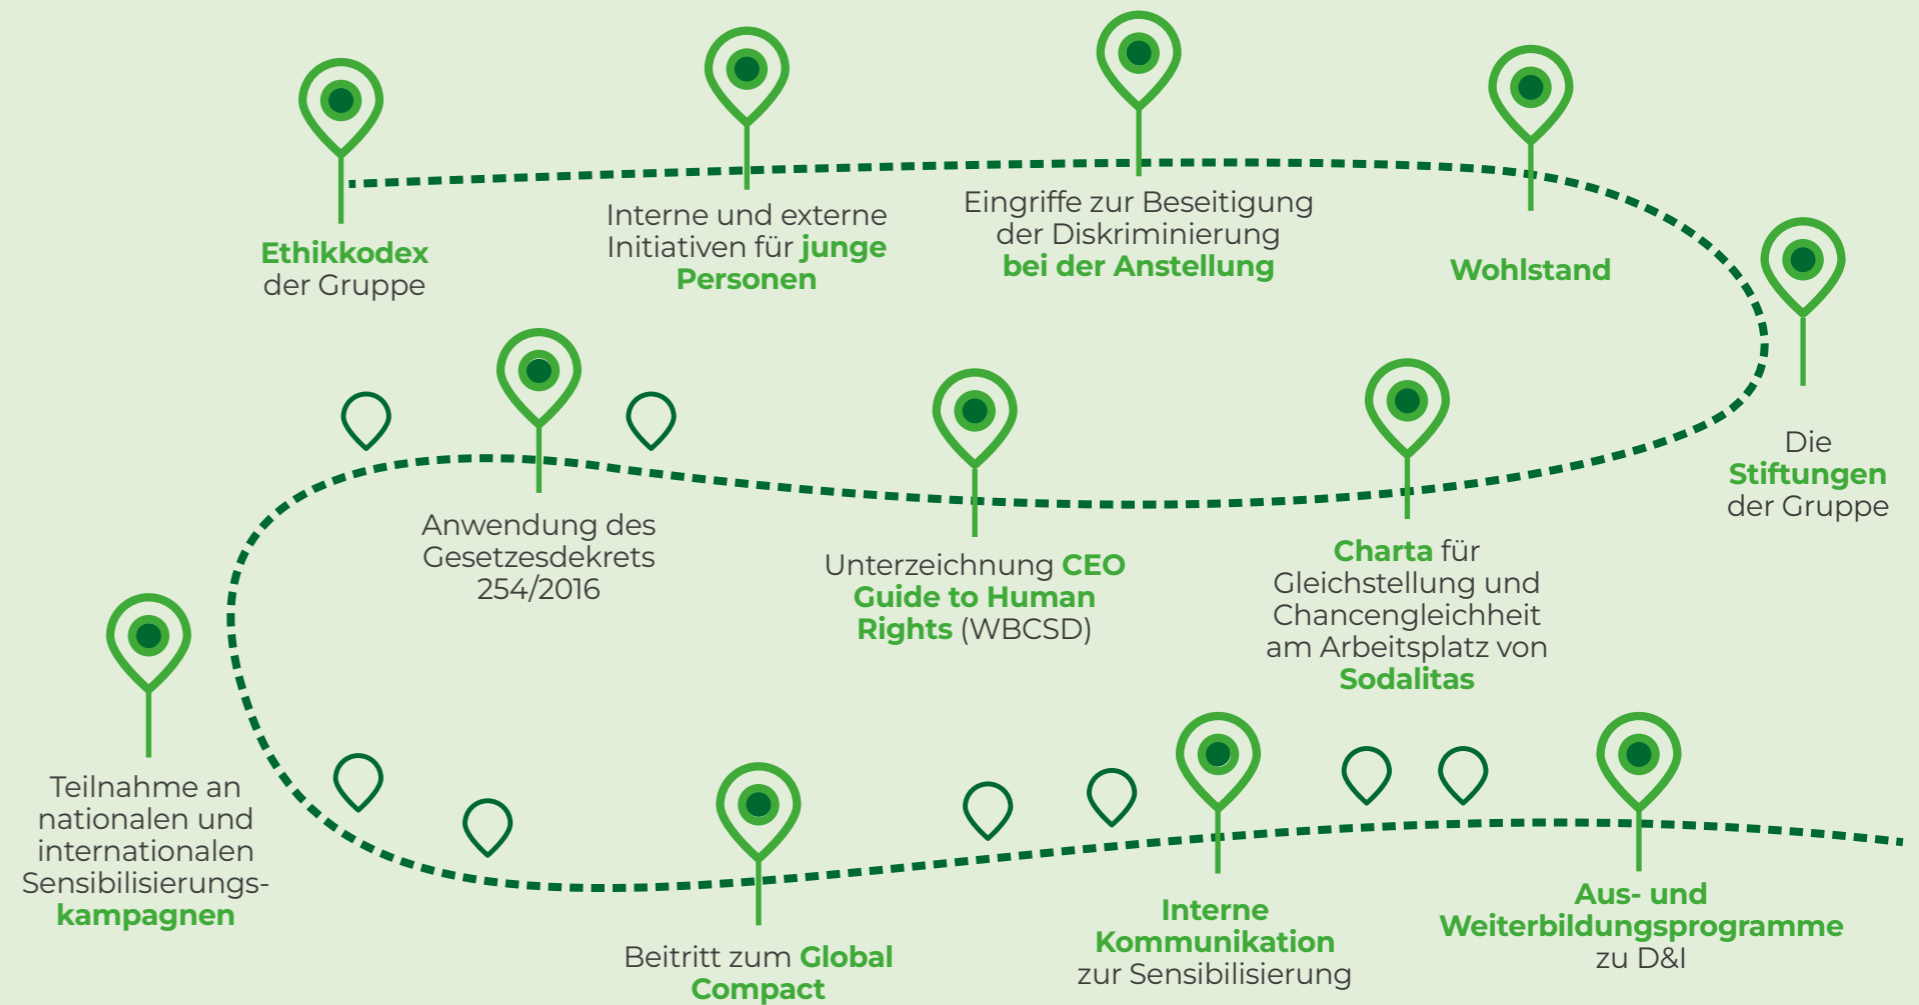 Ethikkodex
der Gruppe
Interne und externe
Initiativen für junge
Personen
Eingriffe zur Beseitigung
der Diskriminierung
bei der Anstellung
Wohlstand
Die
Stiftungen
der Gruppe
Charta für
Gleichstellung und
Chancengleichheit
am Arbeitsplatz von
Sodalitas
Unterzeichnung CEO
Guide to Human
Rights (WBCSD)
Anwendung des
Gesetzesdekrets
254/2016
Teilnahme an
nationalen und
internationalen
Sensibilisierungs-
kampagnen
Beitritt zum Global
Compact
Interne
Kommunikation
zur Sensibilisierung
Aus- und
Weiterbildungsprogramme
zu D&I